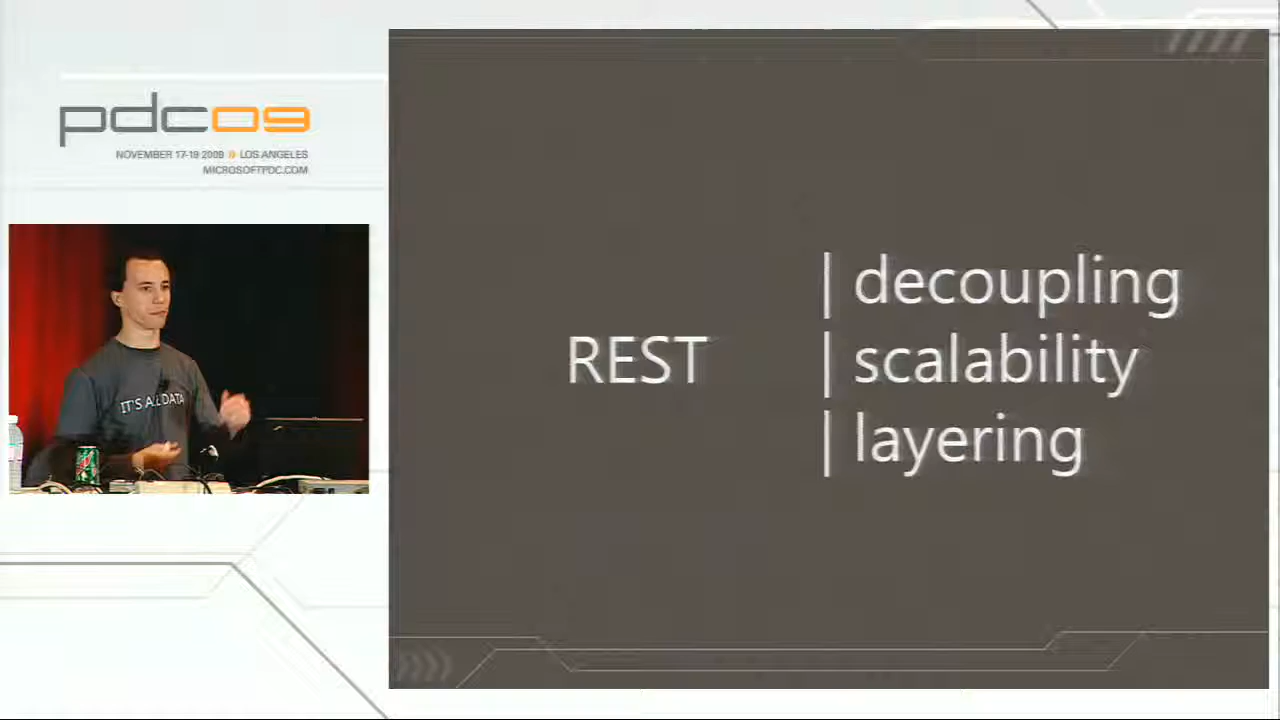 pdc09
NOVEMBER 17-19 2009 » LOS ANGELES
MICROSOFTPDC.COM
IT'S ALL DATA
REST
| decoupling
| scalability
| layering